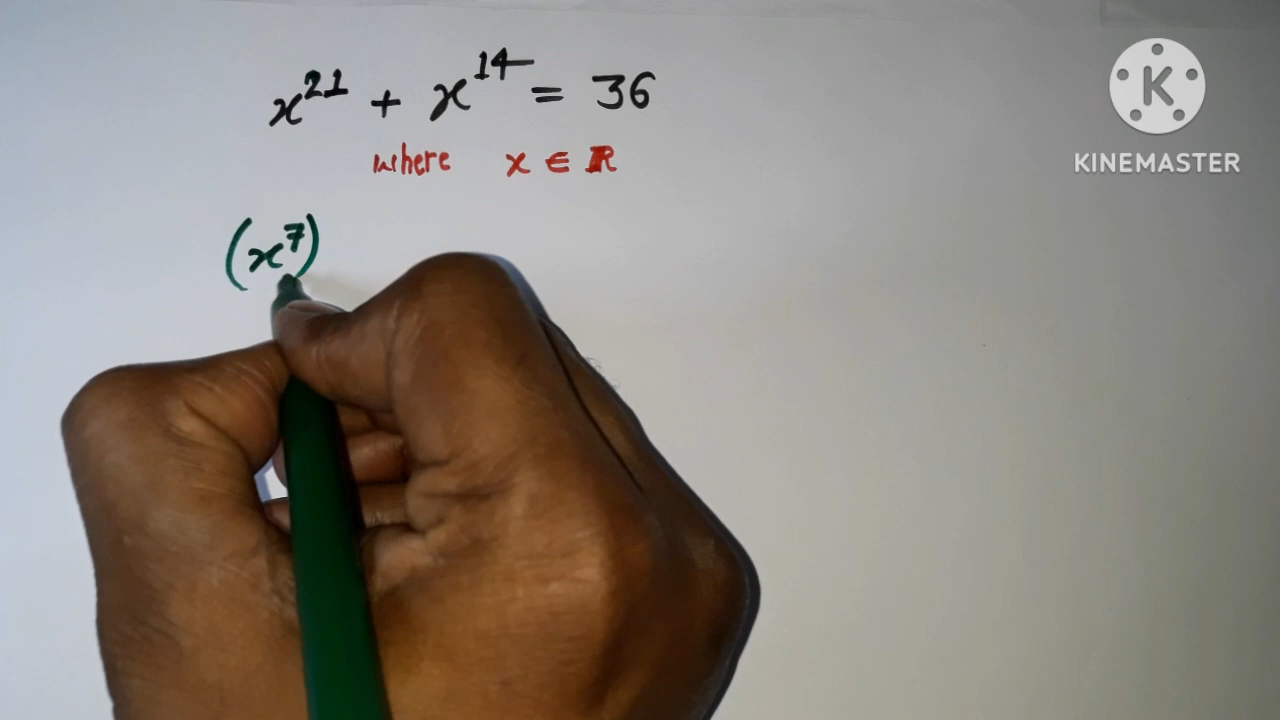 x²¹ + x¹⁴ = 36
where x ∈ ℝ
(x⁷)
K
KINEMASTER